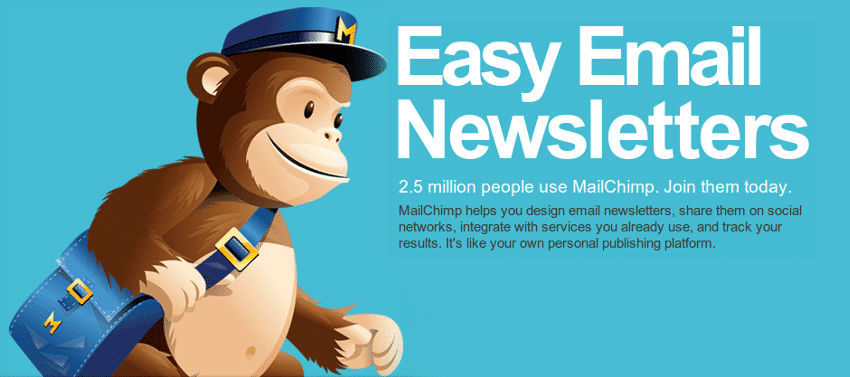 M
Easy Email
Newsletters
2.5 million people use MailChimp. Join them today.
MailChimp helps you design email newsletters, share them on social
networks, integrate with services you already use, and track your
results. It's like your own personal publishing platform.
M